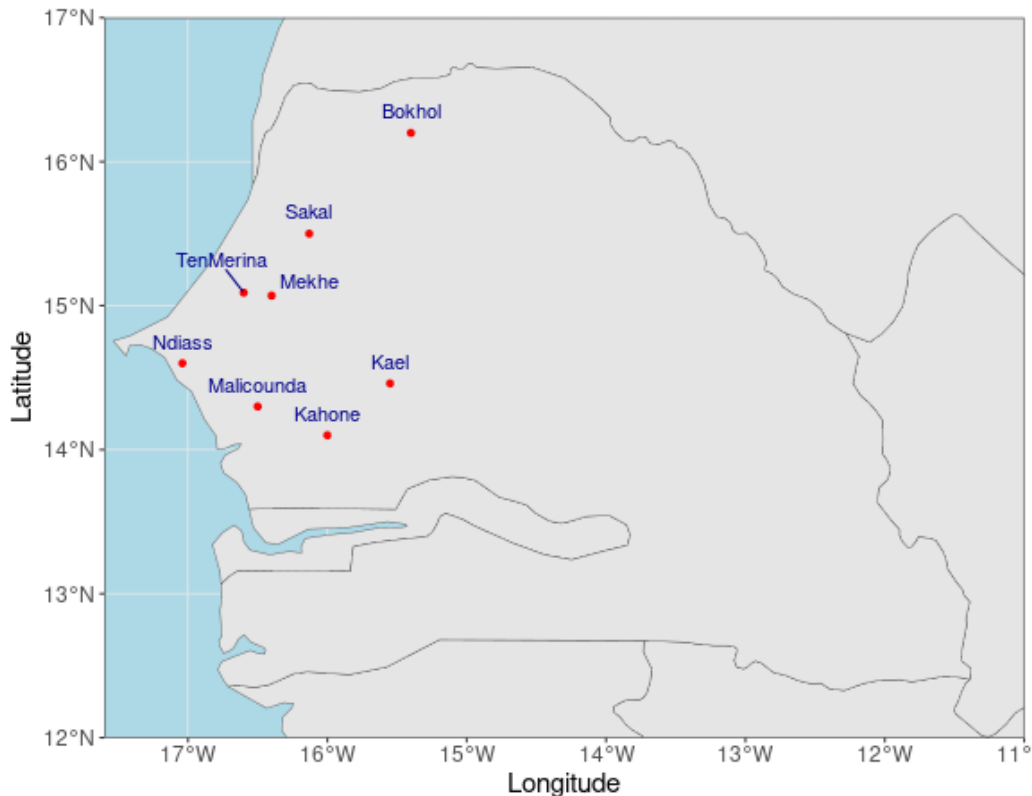 17°N
Bokhol
16°N
Sakal
TenMerina
Mekhe
15°N
Ndiass
Kael
Malicounda
Kahone
14°N
13°N
12°N
17°W
16°W
15°W
14°W
13°W
12°W
11°
Latitude
Longitude